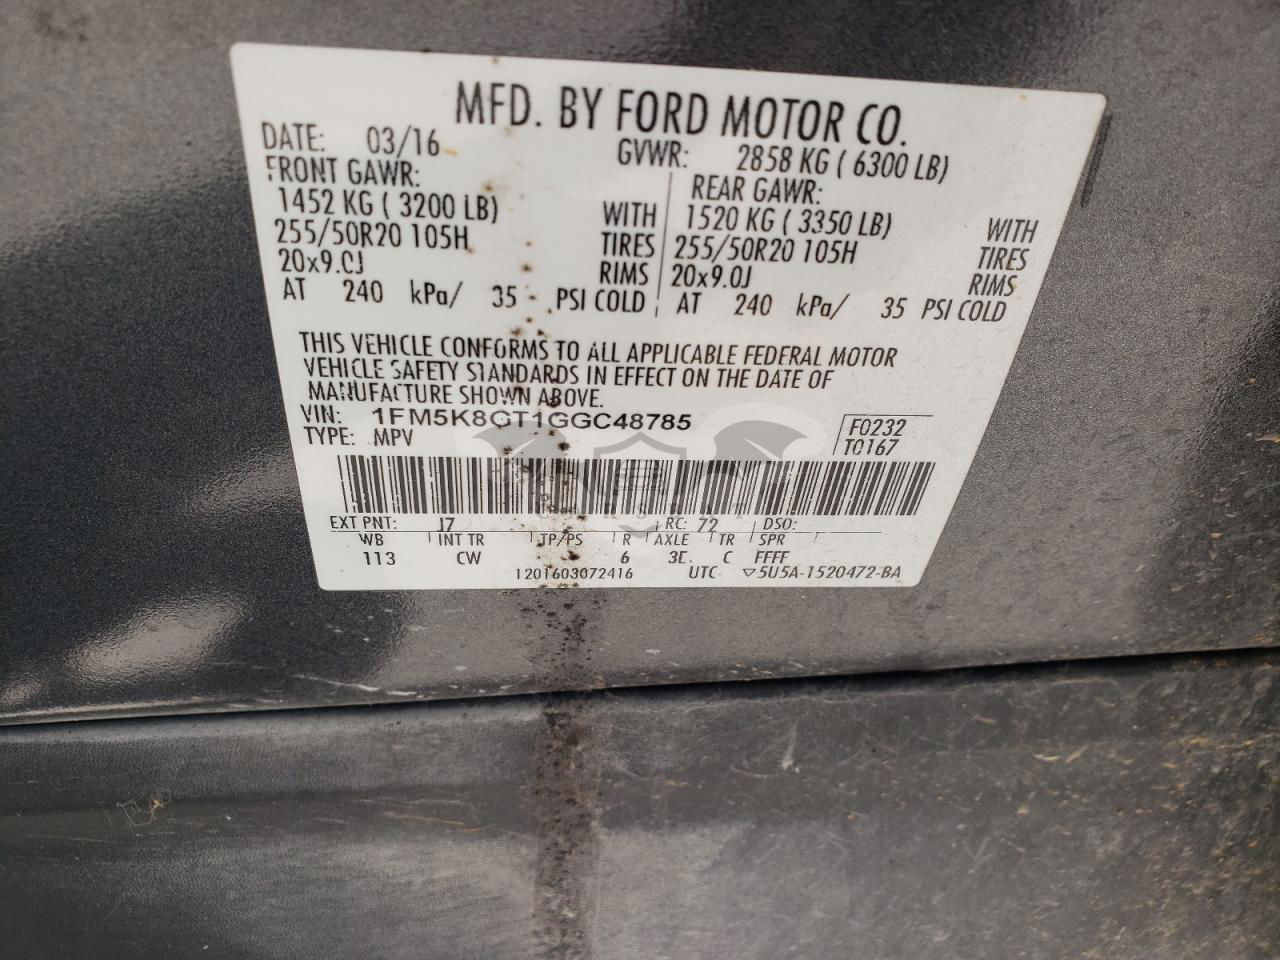 MFD. BY FORD MOTOR CO.
DATE: 03/16 GVWR: 2858 KG ( 6300 LB)
FRONT GAWR: REAR GAWR:
1452 KG ( 3200 LB) WITH 1520 KG ( 3350 LB) WITH
255/50R20 105H TIRES 255/50R20 105H TIRES
20x9.0J RIMS 20x9.0J RIMS
AT 240 kPa/ 35 PSI COLD AT 240 kPa/ 35 PSI COLD
THIS VEHICLE CONFORMS TO ALL APPLICABLE FEDERAL MOTOR
VEHICLE SAFETY STANDARDS IN EFFECT ON THE DATE OF
MANUFACTURE SHOWN ABOVE.
VIN: 1FM5K8GT1GGC48785 F0232
TYPE: MPV T0167
EXT PNT: J7 RC: 72 DSO:
WB INT TR TP/PS R AXLE TR SPR
113 CW 6 3E C FFFF
1201603072416 UTC ▽5U5A-1520472-BA